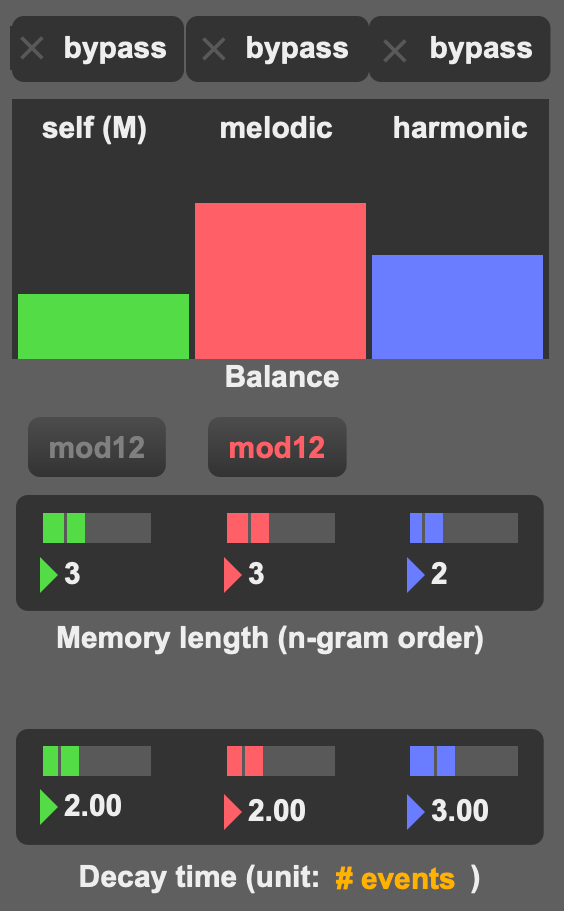 bypass bypass bypass
self (M) melodic harmonic
Balance
mod12 mod12
3 3 2
Memory length (n-gram order)
2.00 2.00 3.00
Decay time (unit: # events )